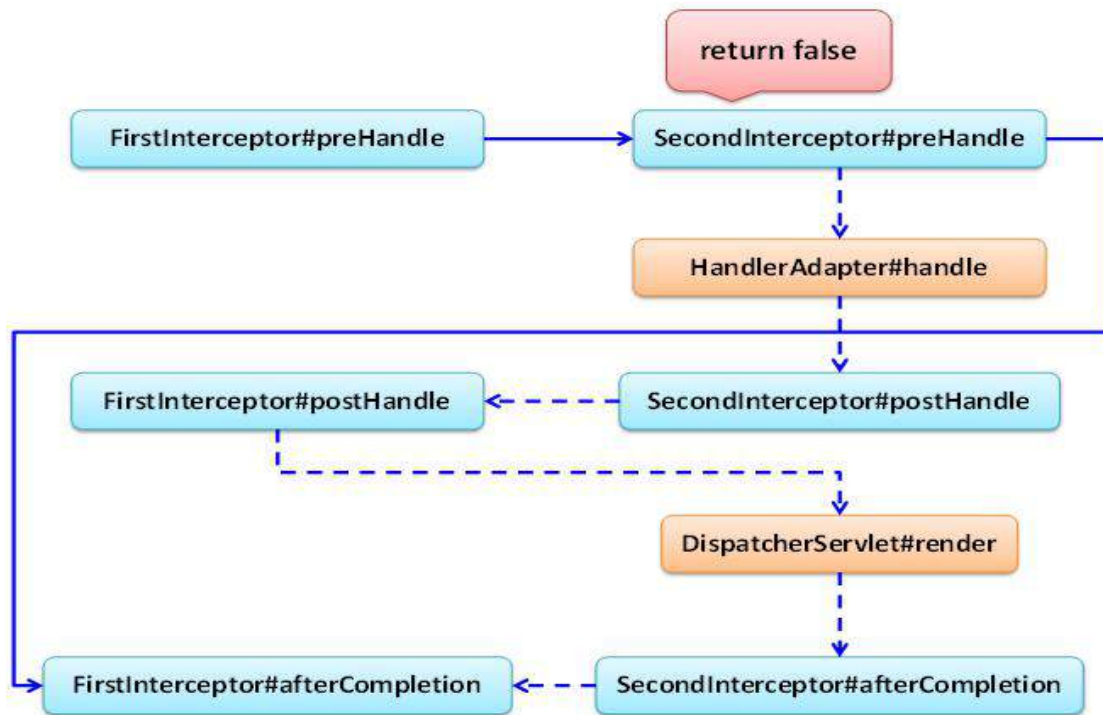 return false
FirstInterceptor#preHandle
SecondInterceptor#preHandle
HandlerAdapter#handle
FirstInterceptor#postHandle
SecondInterceptor#postHandle
DispatcherServlet#render
FirstInterceptor#afterCompletion
SecondInterceptor#afterCompletion